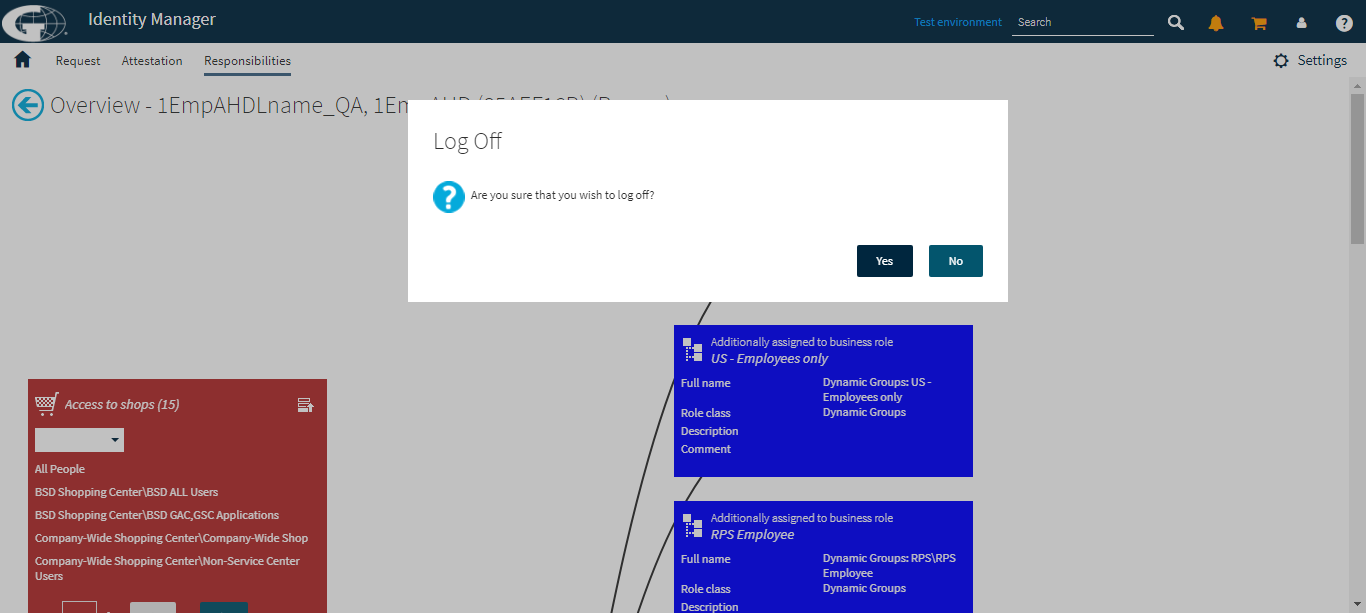 Identity Manager
Test environment
Search
Request
Attestation
Responsibilities
Settings
Overview - 1EmpAHDLname_QA, 1Em
Log Off
Are you sure that you wish to log off?
Yes
No
Additionally assigned to business role
US - Employees only
Full name
Dynamic Groups: US -
Employees only
Role class
Dynamic Groups
Description
Comment
Access to shops (15)
All People
BSD Shopping Center\BSD ALL Users
BSD Shopping Center\BSD GAC,GSC Applications
Company-Wide Shopping Center\Company-Wide Shop
Company-Wide Shopping Center\Non-Service Center
Users
Additionally assigned to business role
RPS Employee
Full name
Dynamic Groups: RPS\RPS
Employee
Role class
Dynamic Groups
Description